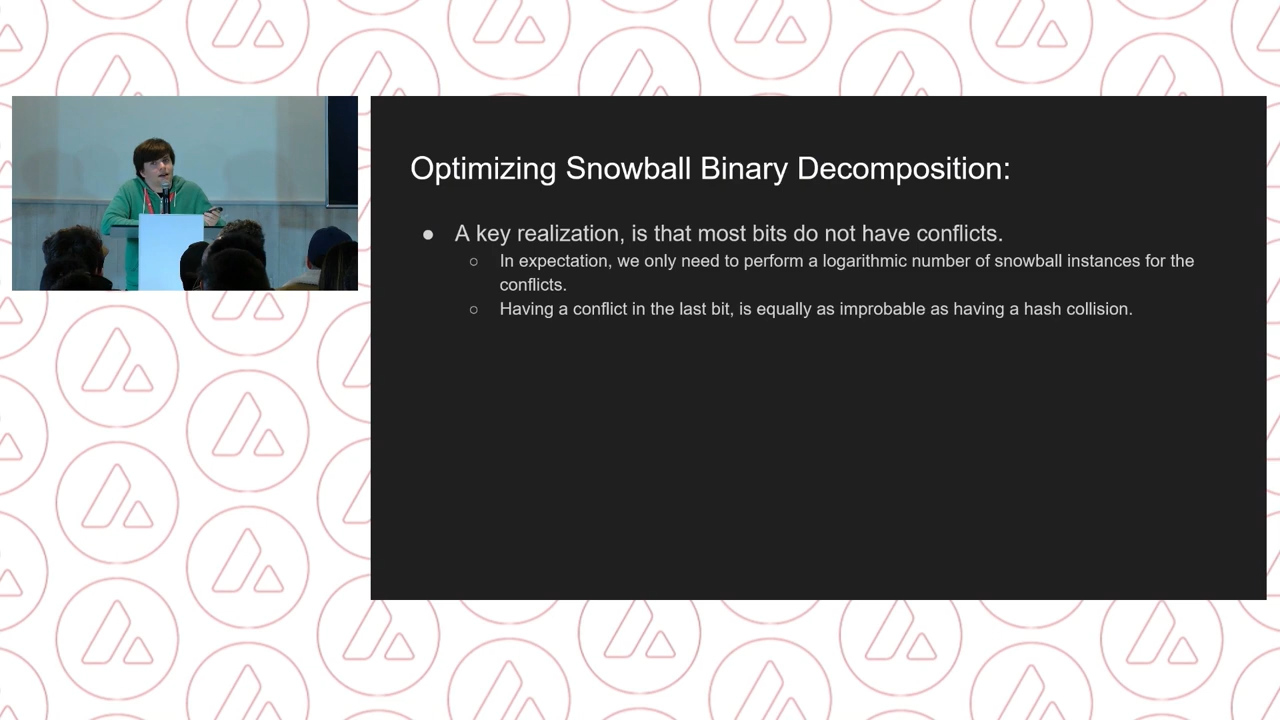 Optimizing Snowball Binary Decomposition:
● A key realization, is that most bits do not have conflicts.
○ In expectation, we only need to perform a logarithmic number of snowball instances for the
conflicts.
○ Having a conflict in the last bit, is equally as improbable as having a hash collision.